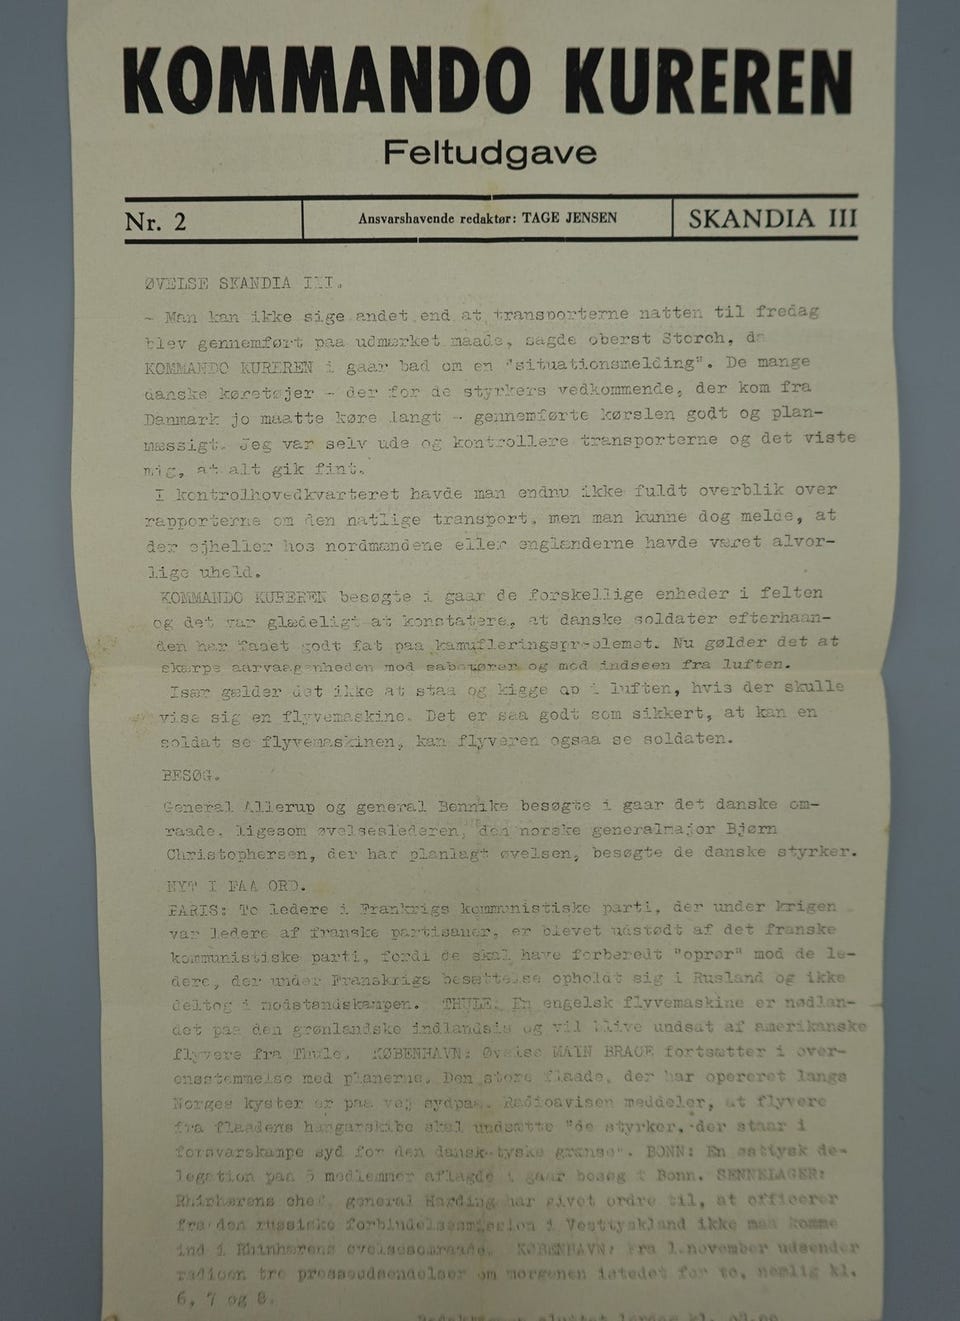 KOMMANDO KUREREN
Feltudgave
Nr. 2
Ansvarshavende redaktør: TAGE JENSEN
SKANDIA III
ØVELSE SKANDIA III.
- Man kan ikke sige andet end at transporterne natten til fredag
blev gennemført paa udmærket maade, sagde oberst Storch, da
KOMMANDO KUREREN i gaar bad om en "situationsmelding". De mange
danske køretøjer - der for de styrkers vedkommende, der kom fra
Danmark jo maatte køre langt - gennemførte kørslen godt og plan-
mæssigt. Jeg var selv ude og kontrollere transporterne og det viste
mig, at alt gik fint.
I kontrolhovedkvarteret havde man endnu ikke fuldt overblik over
rapporterne om den natlige transport, men man kunne dog melde, at
der ejheller hos nordmændene eller englænderne havde været alvor-
lige uheld.
KOMMANDO KUREREN besøgte i gaar de forskellige enheder i felten
og det var glædeligt at konstatere, at danske soldater efterhaan-
den har faaet godt fat paa kamufleringsproblemet. Nu gælder det at
skærpe aarvaagenheden mod sabotører og mod indseen fra luften.
Især gælder det ikke at staa og kigge op i luften, hvis der skulle
vise sig en flyvemaskine. Det er saa godt som sikkert, at kan en
soldat se flyvemaskinen, kan flyveren ogsaa se soldaten.
BESØG.
General Allerup og general Bennike besøgte i gaar det danske om-
raade, ligesom øvelseslederen, den norske generalmajor Bjørn
Christophersen, der har planlagt øvelsen, besøgte de danske styrker.
NYT I FAA ORD.
PARIS: To ledere i Frankrigs kommunistiske parti, der under krigen
var ledere af franske partisaner, er blevet udstødt af det franske
kommunistiske parti, fordi de skal have forberedt "oprør" mod de le-
dere, der under Franskrigs besættelse opholdt sig i Rusland og ikke
deltog i modstandskampen. THULE: En engelsk flyvemaskine er nødlan-
det paa den grønlandske indlandsis og vil blive undsat af amerikanske
flyvere fra Thule. KØBENHAVN: Øvelse MAIN BRACE fortsætter i over-
ensstemmelse med planerne. Den store flaade, der har opereret langs
Norges kyster er paa vej sydpaa. Radioavisen meddeler, at flyvere
fra flaadens hangarskibe skal undsætte "de styrker, der staar i
forsvarskampe syd for den dansk-tyske grænse". BONN: En østtysk de-
legation paa 5 medlemmer aflagde i gaar besøg i Bonn. SENNELAGER:
Rhinhærens chef, general Harding har givet ordre til, at officerer
fra den russiske forbindelsesmission i Vesttyskland ikke maa komme
ind i Rhinhærens øvelsesomraade. KØBENHAVN: Fra 1.november udsender
radioen tre presseudsendelser om morgenen istedet for to, nemlig kl.
6, 7 og 8.